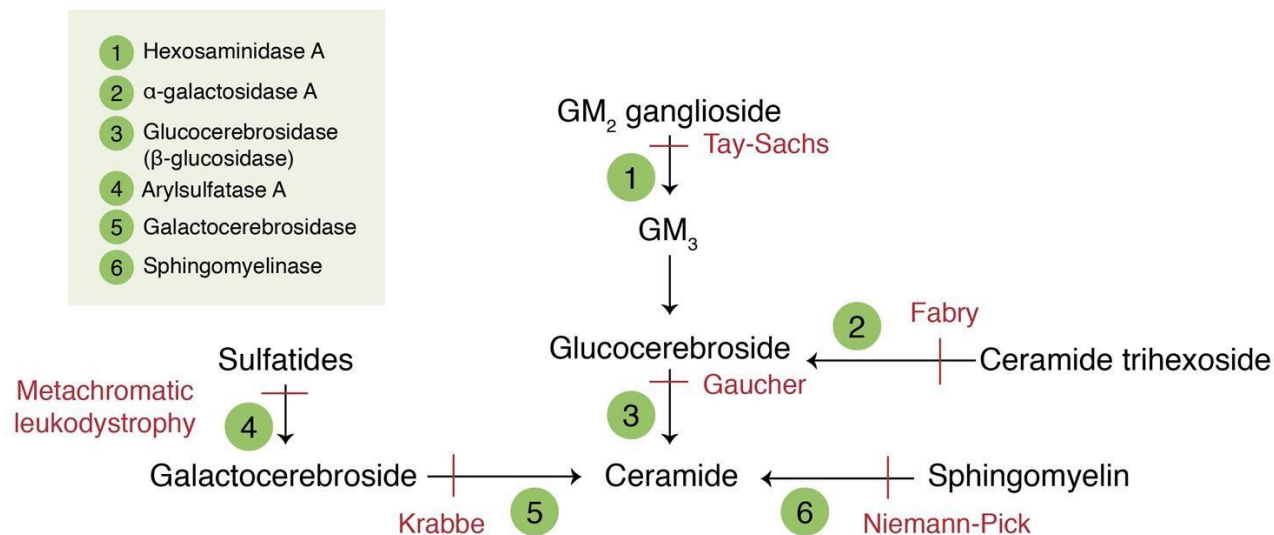 1 Hexosaminidase A
2 α-galactosidase A
3 Glucocerebrosidase
(β-glucosidase)
4 Arylsulfatase A
5 Galactocerebrosidase
6 Sphingomyelinase
GM₂ ganglioside
Tay-Sachs
1
GM₃
Fabry
2
Glucocerebroside
Ceramide trihexoside
Gaucher
3
Sulfatides
Metachromatic
leukodystrophy
4
Galactocerebroside
Ceramide
Sphingomyelin
Krabbe
5
6
Niemann-Pick